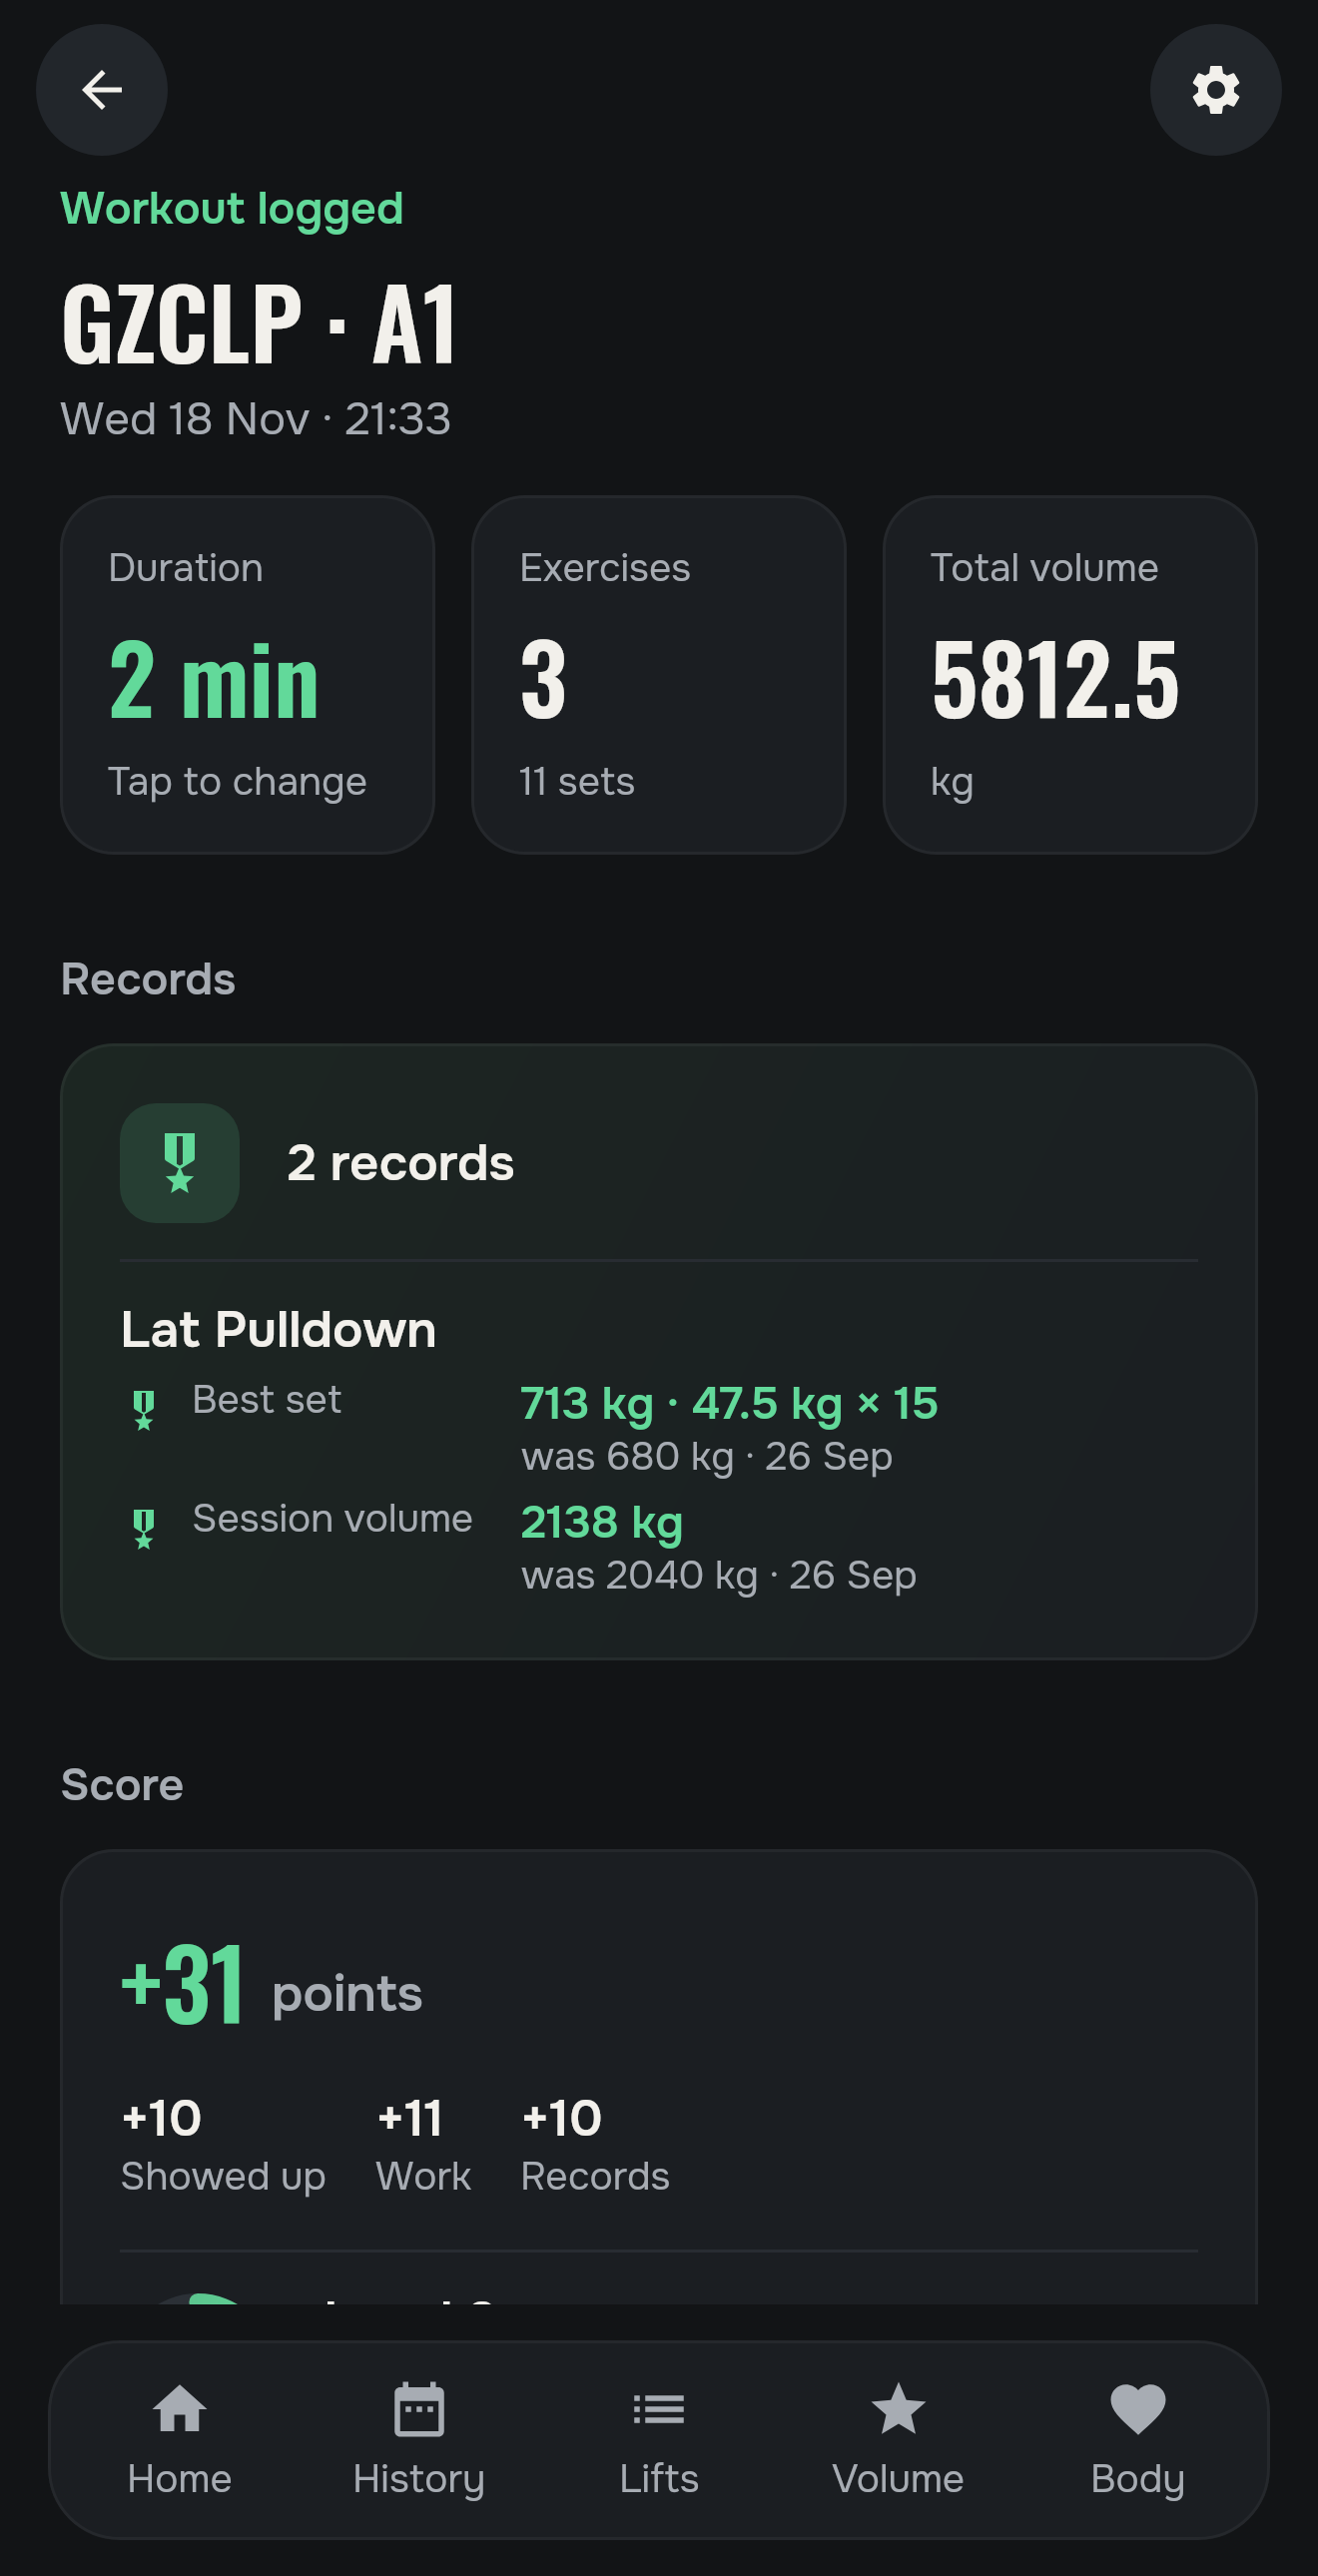 Workout logged
GZCLP · A1
Wed 18 Nov · 21:33
Duration
2 min
Tap to change
Exercises
3
11 sets
Total volume
5812.5
kg
Records
2 records
Lat Pulldown
Best set
713 kg · 47.5 kg × 15
was 680 kg · 26 Sep
Session volume
2138 kg
was 2040 kg · 26 Sep
Score
+31 points
+10
Showed up
+11
Work
+10
Records
Home
History
Lifts
Volume
Body